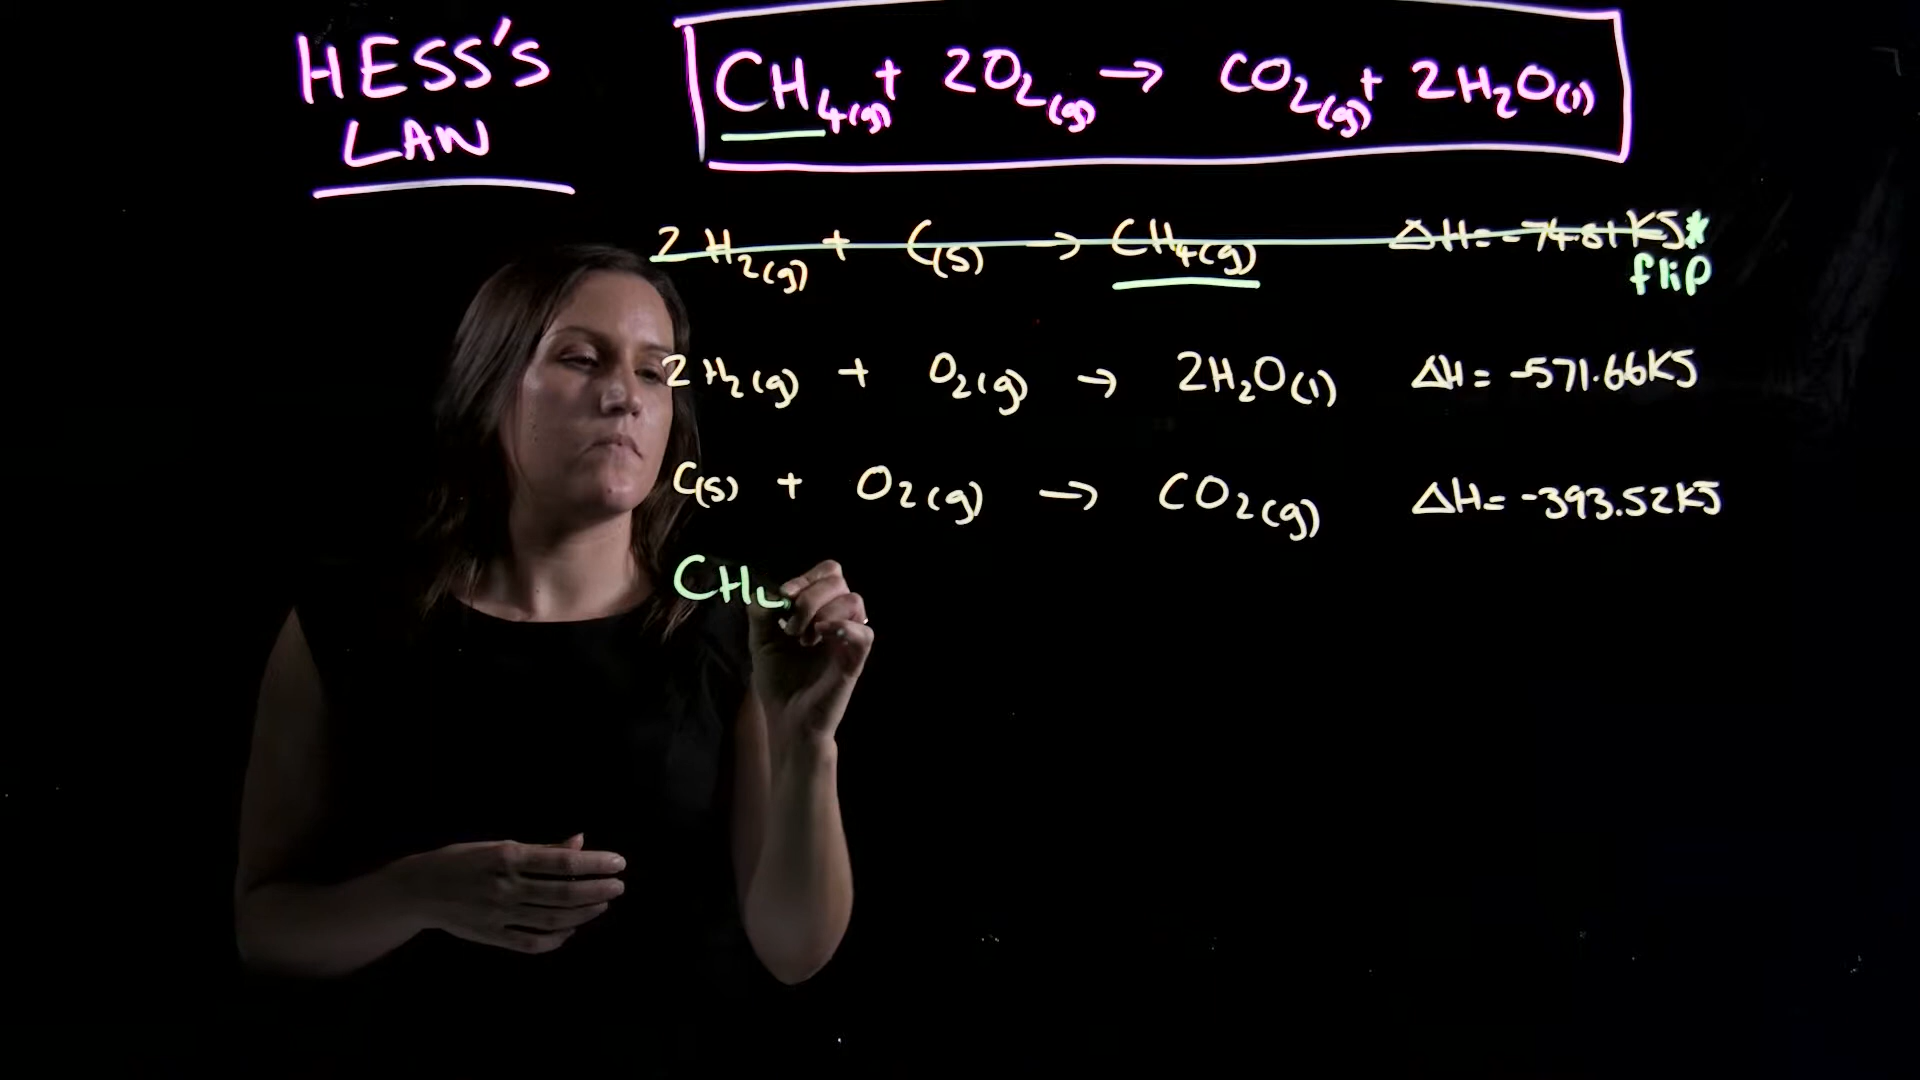 HESS'S
LAW
CH₄(g) + 2O₂(g) → CO₂(g) + 2H₂O(l)
2H₂(g) + C(s) → CH₄(g) ΔH = -74.81KJ*
flip
2H₂(g) + O₂(g) → 2H₂O(l) ΔH = -571.66KJ
C(s) + O₂(g) → CO₂(g) ΔH = -393.52KJ
CH